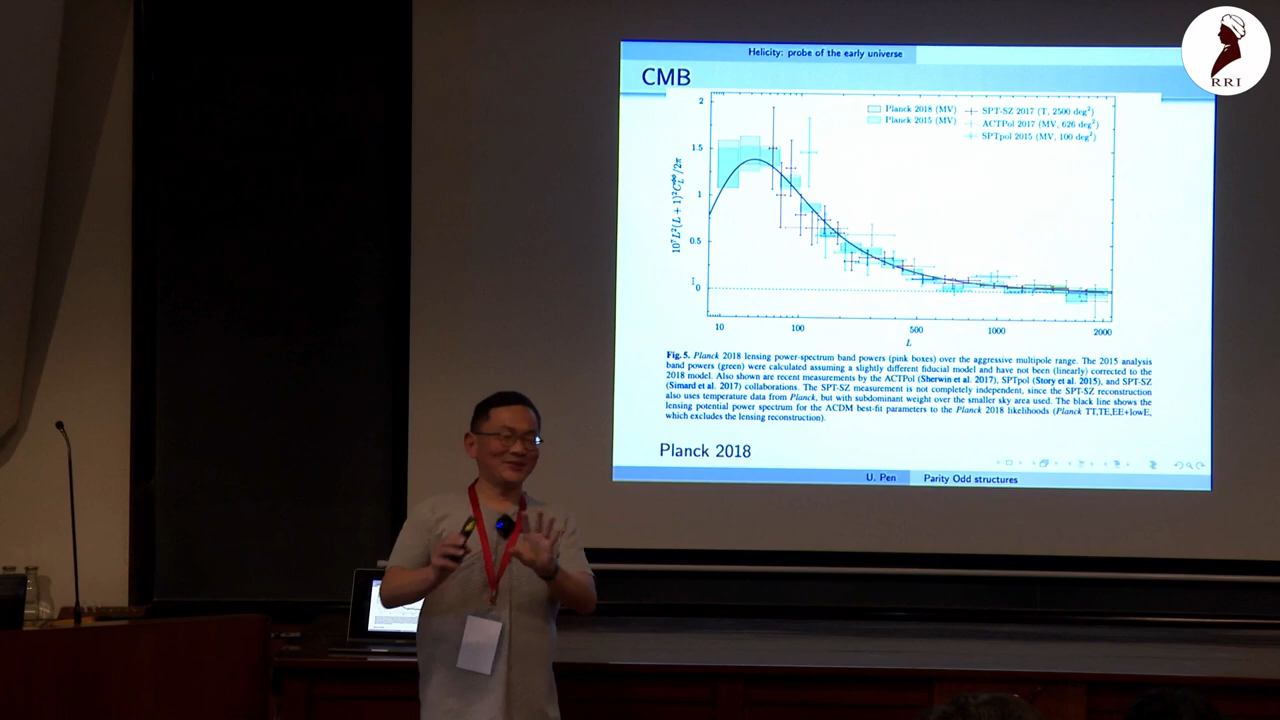 Helicity: probe of the early universe
RRI
CMB
Planck 2018 (MV)
Planck 2015 (MV)
SPT-SZ 2017 (T, 2500 deg²)
ACTPol 2017 (MV, 626 deg²)
SPTpol 2015 (MV, 100 deg²)
2
1.5
1
0.5
0
10⁷L²(L + 1)²C_L^ϕϕ/2π
10
100
500
1000
2000
L
Fig. 5. Planck 2018 lensing power-spectrum band powers (pink boxes) over the aggressive multipole range. The 2015 analysis
band powers (green) were calculated assuming a slightly different fiducial model and have not been (linearly) corrected to the
2018 model. Also shown are recent measurements by the ACTPol (Sherwin et al. 2017), SPTpol (Story et al. 2015), and SPT-SZ
(Simard et al. 2017) collaborations. The SPT-SZ measurement is not completely independent, since the SPT-SZ reconstruction
also uses temperature data from Planck, but with subdominant weight over the smaller sky area used. The black line shows the
lensing potential power spectrum for the ΛCDM best-fit parameters to the Planck 2018 likelihoods (Planck TT,TE,EE+lowE,
which excludes the lensing reconstruction).
Planck 2018
U. Pen
Parity Odd structures